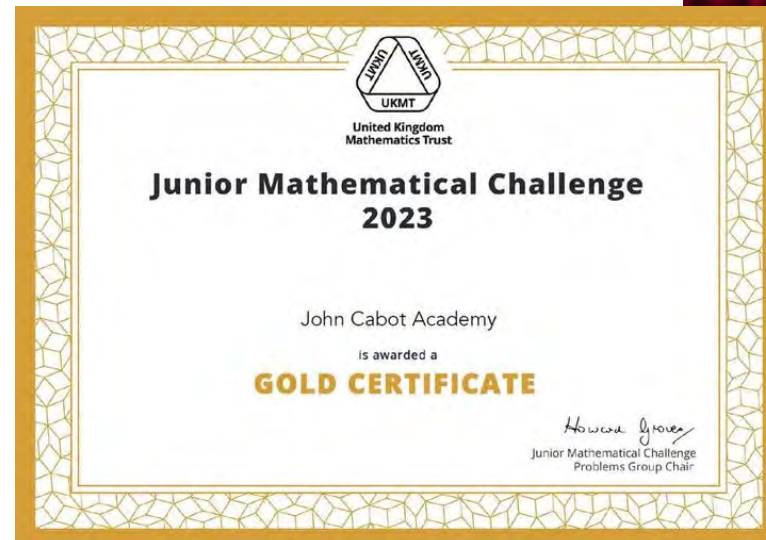 UKMT
UKMT
UKMT
United Kingdom
Mathematics Trust
Junior Mathematical Challenge
2023
John Cabot Academy
is awarded a
GOLD CERTIFICATE
Howard Groves
Junior Mathematical Challenge
Problems Group Chair